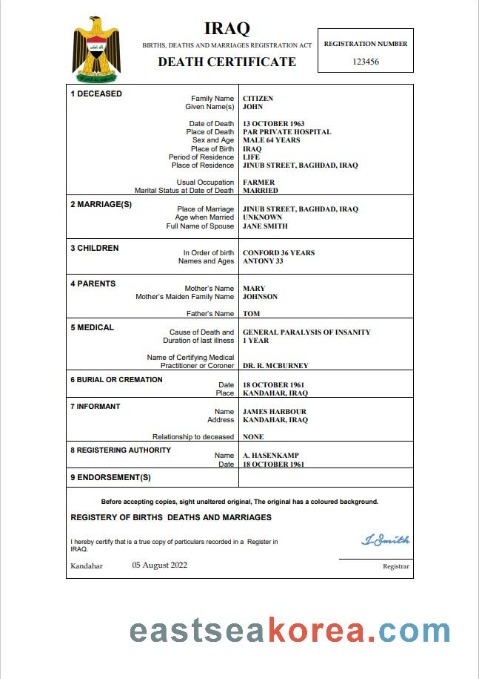 IRAQ
BIRTHS, DEATHS AND MARRIAGES REGISTRATION ACT
DEATH CERTIFICATE
REGISTRATION NUMBER
123456
1 DECEASED
Family Name CITIZEN
Given Name(s) JOHN
Date of Death 13 OCTOBER 1963
Place of Death PAR PRIVATE HOSPITAL
Sex and Age MALE 64 YEARS
Place of Birth IRAQ
Period of Residence LIFE
Place of Residence JINUB STREET, BAGHDAD, IRAQ
Usual Occupation FARMER
Marital Status at Date of Death MARRIED
2 MARRIAGE(S)
Place of Marriage JINUB STREET, BAGHDAD, IRAQ
Age when Married UNKNOWN
Full Name of Spouse JANE SMITH
3 CHILDREN
In Order of birth CONFORD 36 YEARS
Names and Ages ANTONY 33
4 PARENTS
Mother's Name MARY
Mother's Maiden Family Name JOHNSON
Father's Name TOM
5 MEDICAL
Cause of Death and GENERAL PARALYSIS OF INSANITY
Duration of last illness 1 YEAR
Name of Certifying Medical
Practitioner or Coroner DR. R. MCBURNEY
6 BURIAL OR CREMATION
Date 18 OCTOBER 1961
Place KANDAHAR, IRAQ
7 INFORMANT
Name JAMES HARBOUR
Address KANDAHAR, IRAQ
Relationship to deceased NONE
8 REGISTERING AUTHORITY
Name A. HASENKAMP
Date 18 OCTOBER 1961
9 ENDORSEMENT(S)
Before accepting copies, sight unaltered original, The original has a coloured background.
REGISTERY OF BIRTHS DEATHS AND MARRIAGES
I hereby certify that is a true copy of particulars recorded in a Register in
IRAQ.
J-Smith
Kandahar 05 August 2022 Registrar
eastseakorea.com